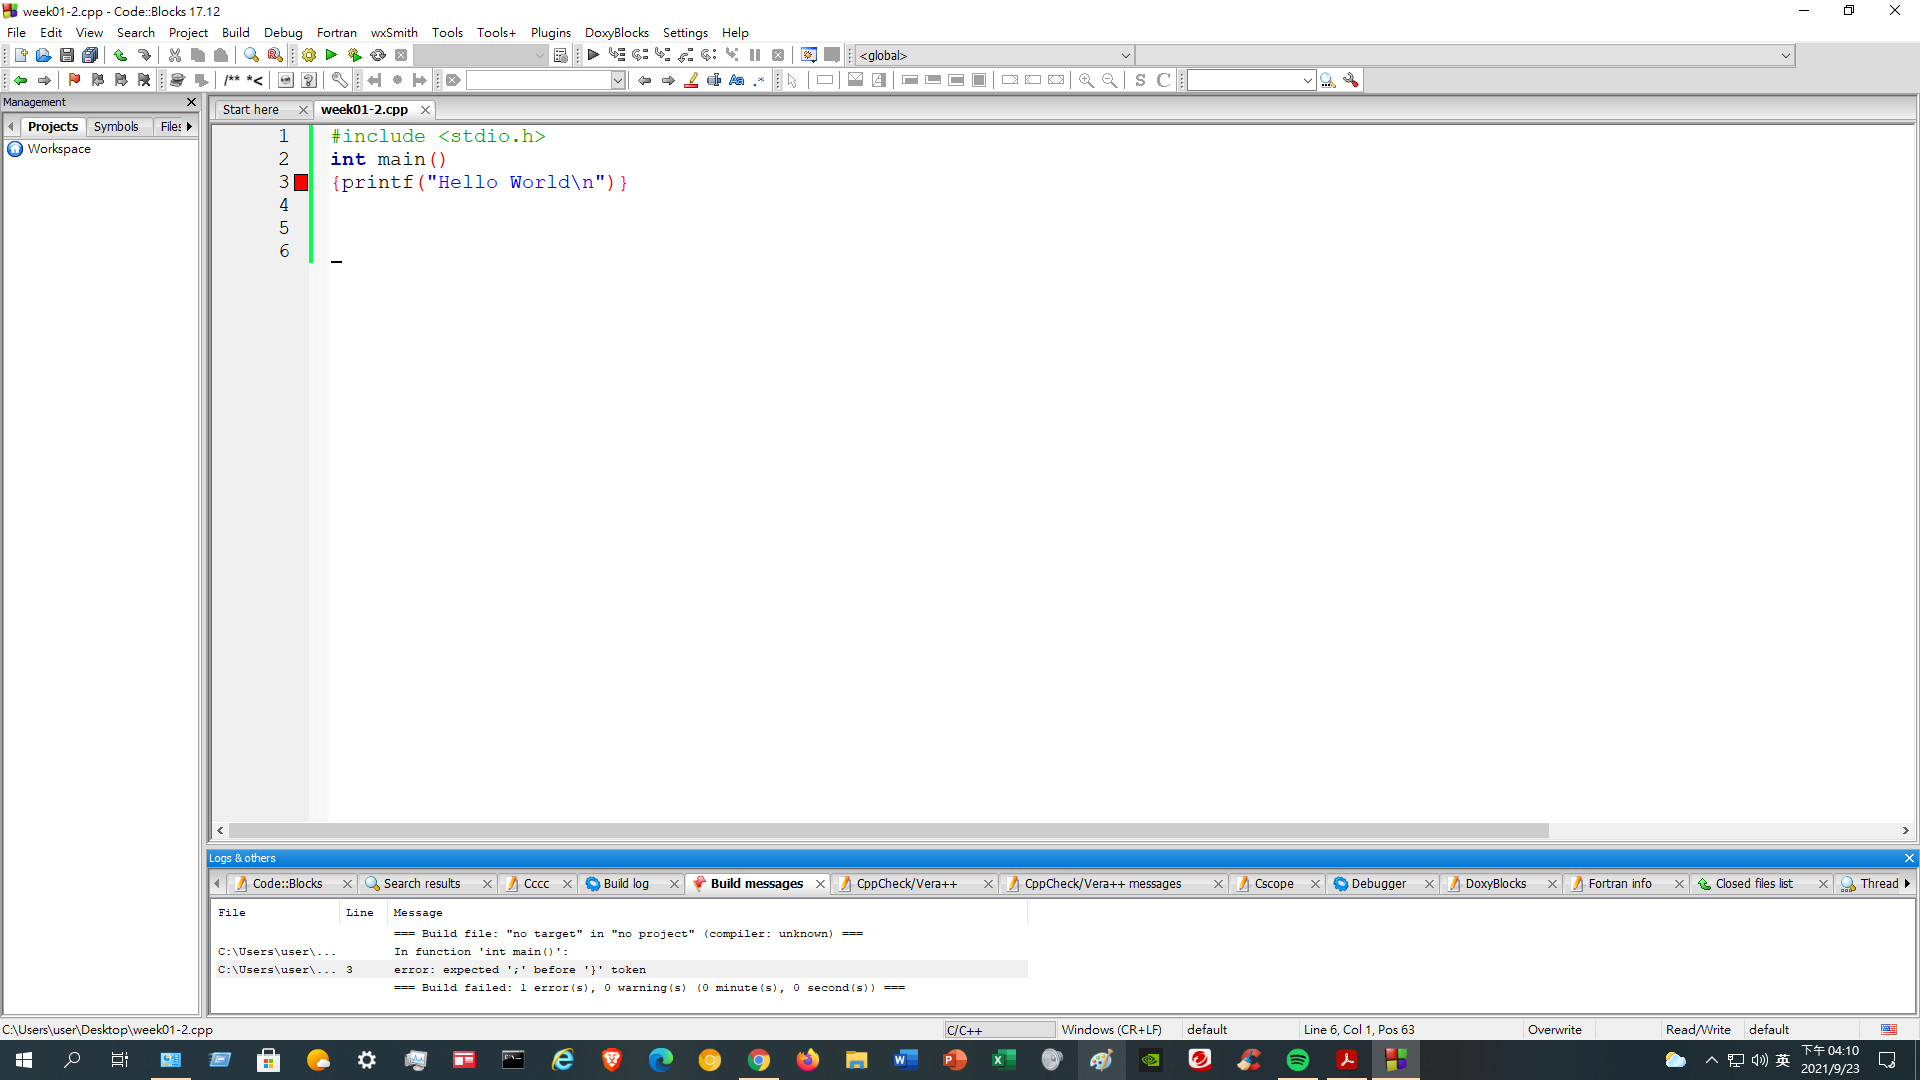 week01-2.cpp - Code::Blocks 17.12
File Edit View Search Project Build Debug Fortran wxSmith Tools Tools+ Plugins DoxyBlocks Settings Help
<global>
/** *<
S C
Management
Start here
week01-2.cpp
Projects Symbols Files
Workspace
1 #include <stdio.h>
2 int main()
3 {printf("Hello World\n")}
4
5
6
Logs & others
Code::Blocks Search results Cccc Build log Build messages CppCheck/Vera++ CppCheck/Vera++ messages Cscope Debugger DoxyBlocks Fortran info Closed files list Thread
File Line Message
=== Build file: "no target" in "no project" (compiler: unknown) ===
C:\Users\user\... In function 'int main()':
C:\Users\user\... 3 error: expected ';' before '}' token
=== Build failed: 1 error(s), 0 warning(s) (0 minute(s), 0 second(s)) ===
C:\Users\user\Desktop\week01-2.cpp C/C++ Windows (CR+LF) default Line 6, Col 1, Pos 63 Overwrite Read/Write default
英
下午 04:10
2021/9/23